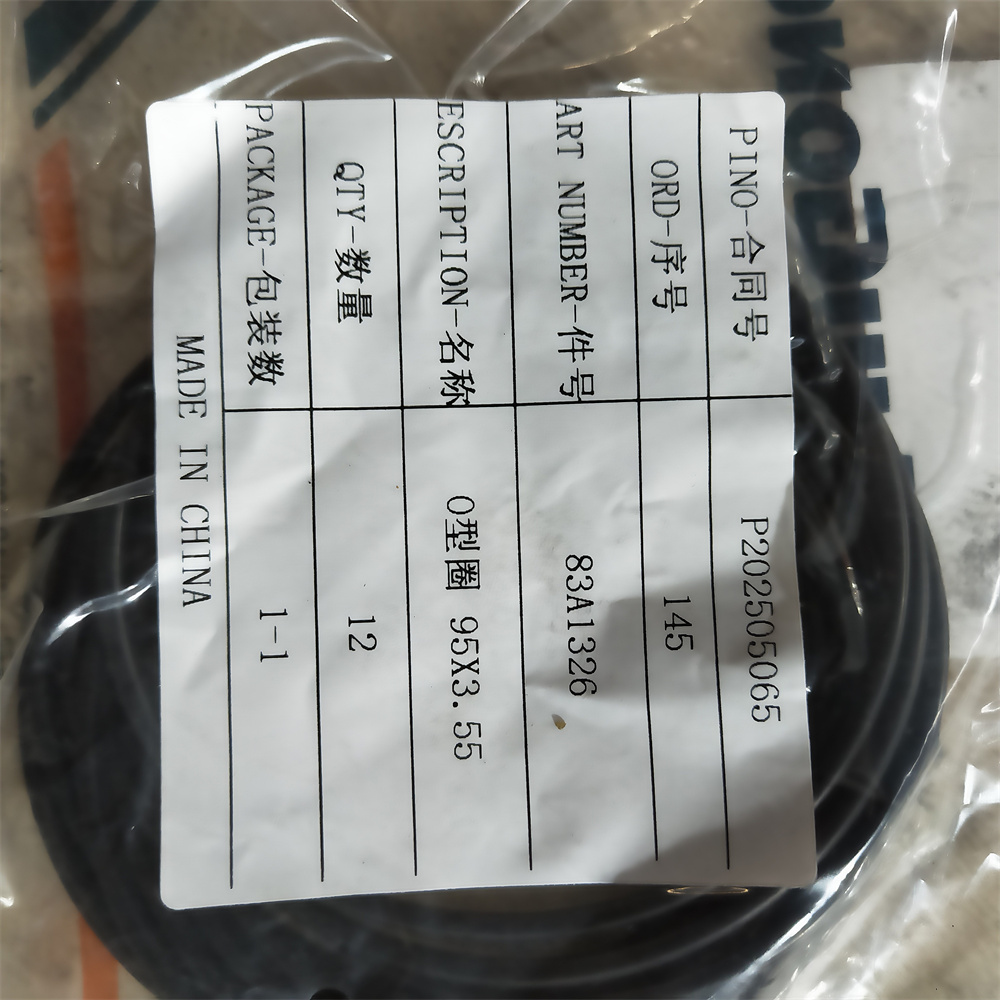 PINO-合同号 P202505065
ORD-序号 145
ART NUMBER-件号 83A1326
ESCRIPTION-名称 O型圈 95X3.55
QTY-数量 12
PACKAGE-包装数 1-1
MADE IN CHINA